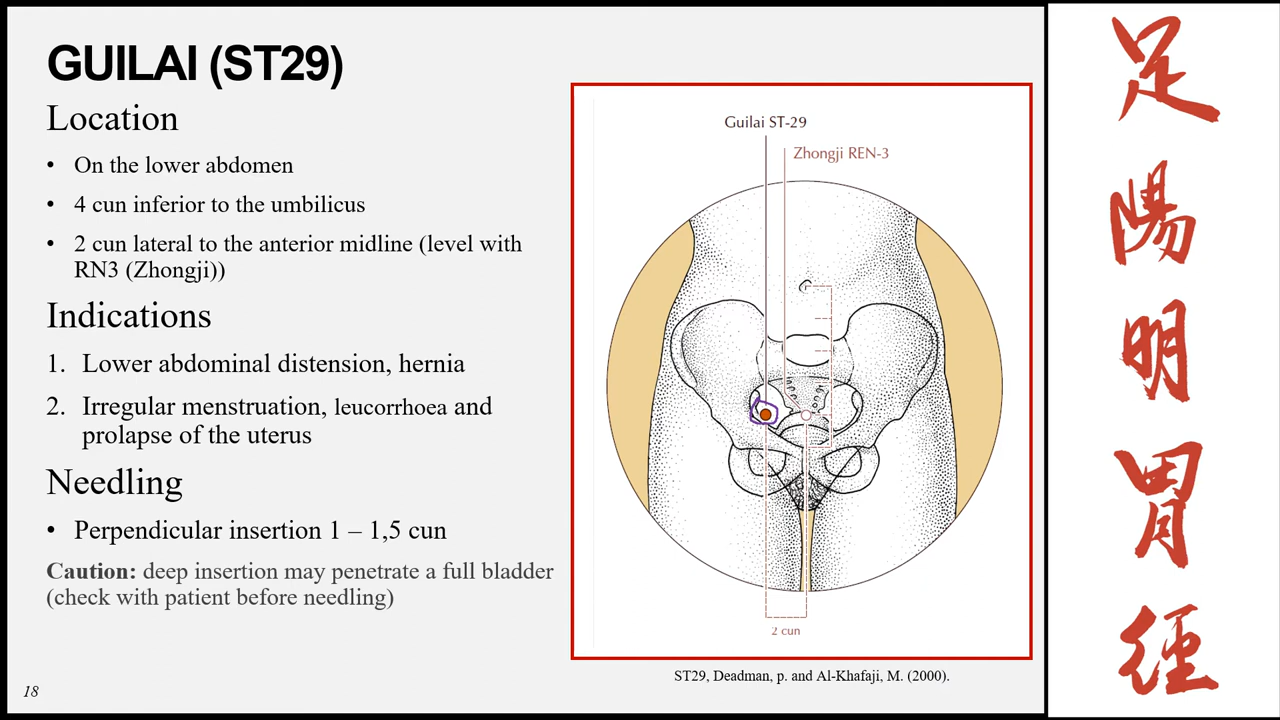 GUILAI (ST29)
Location
• On the lower abdomen
• 4 cun inferior to the umbilicus
• 2 cun lateral to the anterior midline (level with
RN3 (Zhongji))
Indications
1. Lower abdominal distension, hernia
2. Irregular menstruation, leucorrhoea and
prolapse of the uterus
Needling
• Perpendicular insertion 1 – 1,5 cun
Caution: deep insertion may penetrate a full bladder
(check with patient before needling)
18
Guilai ST-29
Zhongji REN-3
2 cun
ST29, Deadman, p. and Al-Khafaji, M. (2000).
足
陽
明
胃
徑